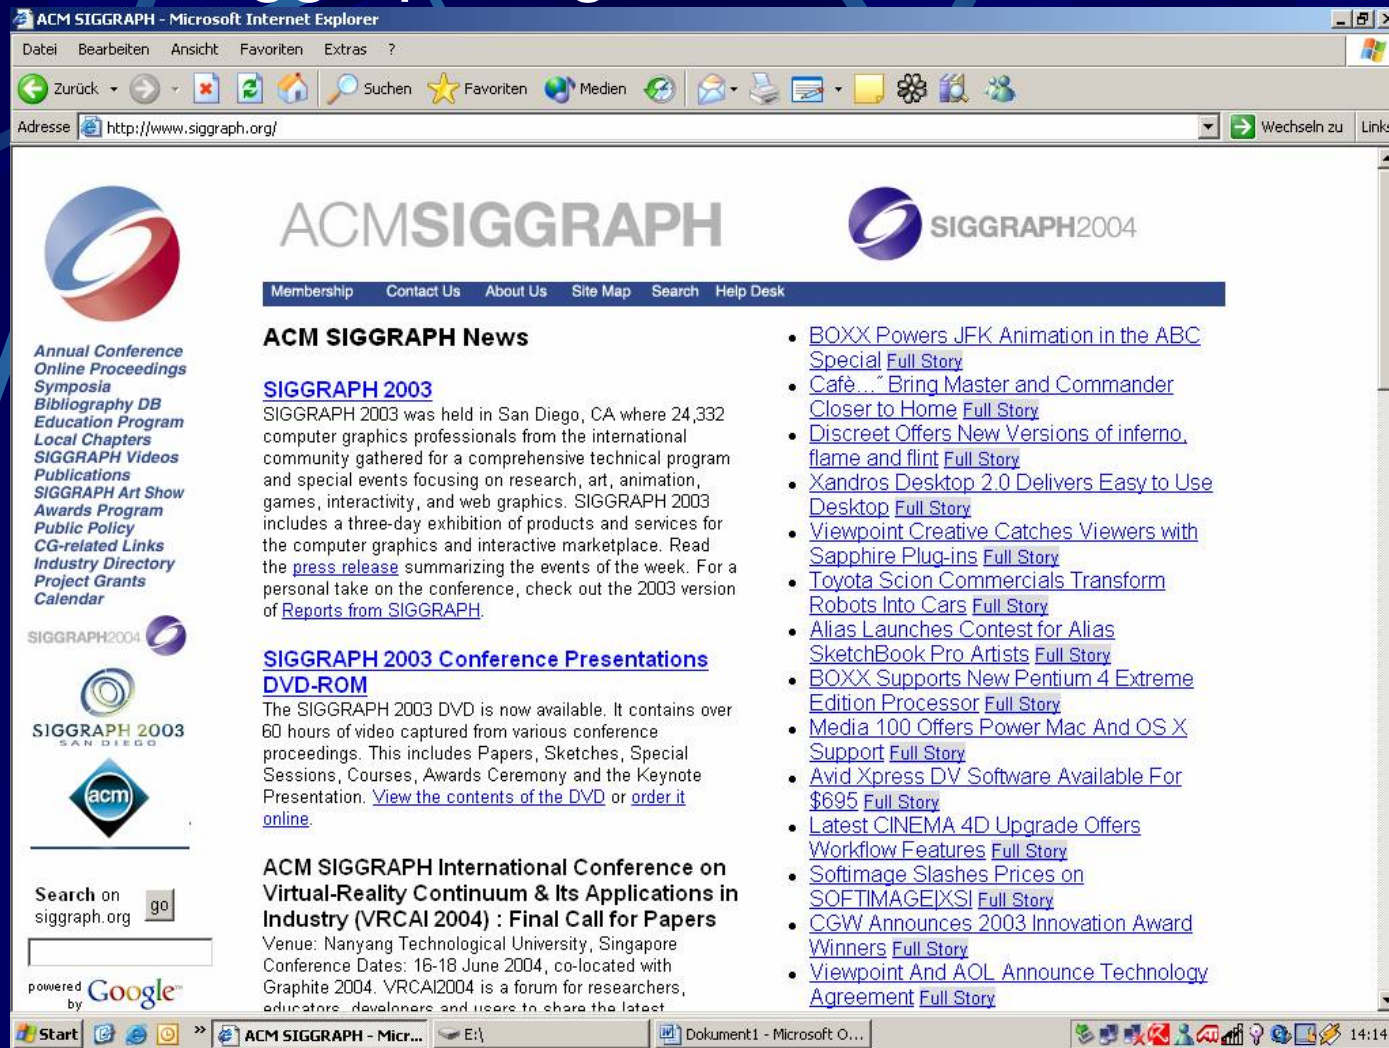 ACM SIGGRAPH - Microsoft Internet Explorer
Datei Bearbeiten Ansicht Favoriten Extras ?
Zurück Suchen Favoriten Medien
Adresse http://www.siggraph.org/ Wechseln zu Links
ACMSIGGRAPH
SIGGRAPH2004
Membership Contact Us About Us Site Map Search Help Desk
Annual Conference
Online Proceedings
Symposia
Bibliography DB
Education Program
Local Chapters
SIGGRAPH Videos
Publications
SIGGRAPH Art Show
Awards Program
Public Policy
CG-related Links
Industry Directory
Project Grants
Calendar
SIGGRAPH2004
SIGGRAPH 2003
SAN DIEGO
acm
Search on
siggraph.org
go
powered
by Google
ACM SIGGRAPH News
SIGGRAPH 2003
SIGGRAPH 2003 was held in San Diego, CA where 24,332
computer graphics professionals from the international
community gathered for a comprehensive technical program
and special events focusing on research, art, animation,
games, interactivity, and web graphics. SIGGRAPH 2003
includes a three-day exhibition of products and services for
the computer graphics and interactive marketplace. Read
the press release summarizing the events of the week. For a
personal take on the conference, check out the 2003 version
of Reports from SIGGRAPH.
SIGGRAPH 2003 Conference Presentations
DVD-ROM
The SIGGRAPH 2003 DVD is now available. It contains over
60 hours of video captured from various conference
proceedings. This includes Papers, Sketches, Special
Sessions, Courses, Awards Ceremony and the Keynote
Presentation. View the contents of the DVD or order it
online.
ACM SIGGRAPH International Conference on
Virtual-Reality Continuum & Its Applications in
Industry (VRCAI 2004) : Final Call for Papers
Venue: Nanyang Technological University, Singapore
Conference Dates: 16-18 June 2004, co-located with
Graphite 2004. VRCAI2004 is a forum for researchers,
educators, developers and users to share the latest
BOXX Powers JFK Animation in the ABC
Special Full Story
Cafè...˝ Bring Master and Commander
Closer to Home Full Story
Discreet Offers New Versions of inferno,
flame and flint Full Story
Xandros Desktop 2.0 Delivers Easy to Use
Desktop Full Story
Viewpoint Creative Catches Viewers with
Sapphire Plug-ins Full Story
Toyota Scion Commercials Transform
Robots Into Cars Full Story
Alias Launches Contest for Alias
SketchBook Pro Artists Full Story
BOXX Supports New Pentium 4 Extreme
Edition Processor Full Story
Media 100 Offers Power Mac And OS X
Support Full Story
Avid Xpress DV Software Available For
$695 Full Story
Latest CINEMA 4D Upgrade Offers
Workflow Features Full Story
Softimage Slashes Prices on
SOFTIMAGE|XSI Full Story
CGW Announces 2003 Innovation Award
Winners Full Story
Viewpoint And AOL Announce Technology
Agreement Full Story
Start » ACM SIGGRAPH - Micr... E:\ Dokument1 - Microsoft O... 14:14